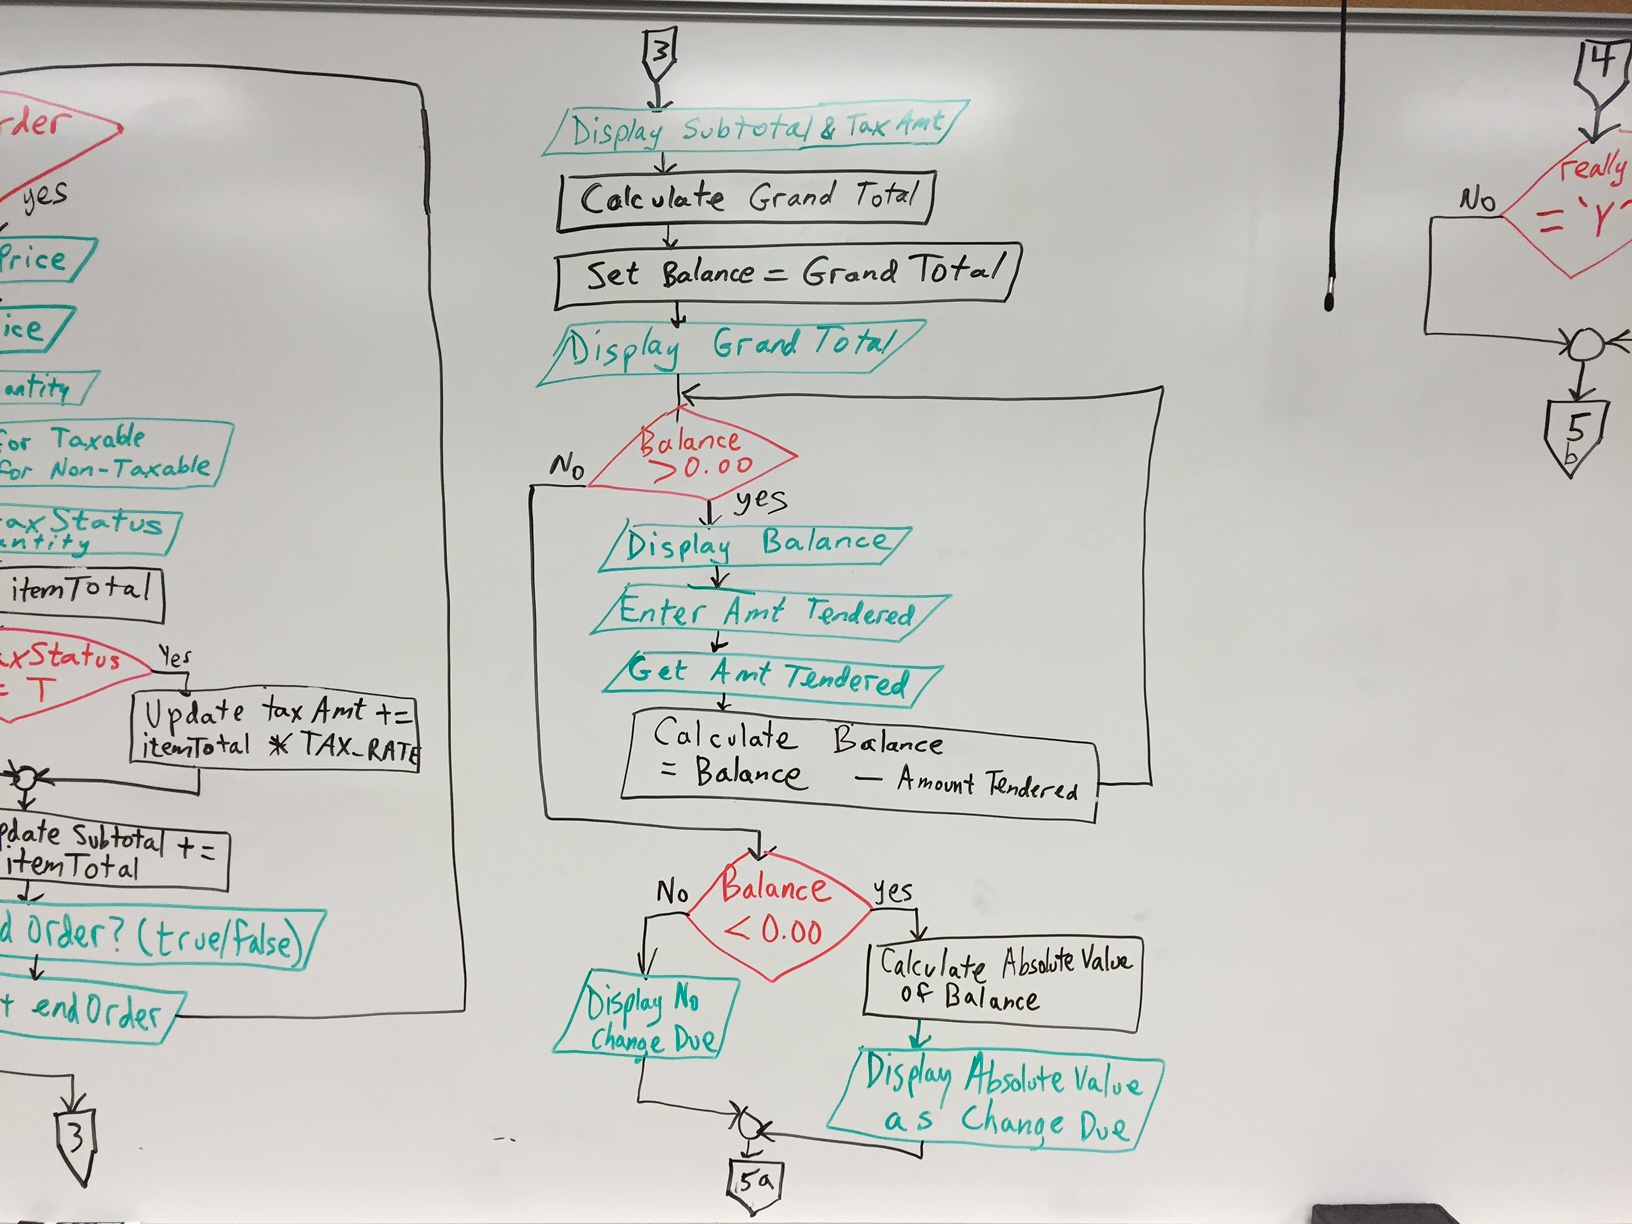 rder
yes
Price
ice
antity
for Taxable
for Non-Taxable
axStatus
antity
itemTotal
axStatus
= T
Yes
Update taxAmt +=
itemTotal * TAX_RATE
pdate Subtotal +=
itemTotal
d Order? (true/false)
t endOrder
3
3
Display Subtotal & Tax Amt
Calculate Grand Total
Set Balance = Grand Total
Display Grand Total
Balance
> 0.00
No
yes
Display Balance
Enter Amt Tendered
Get Amt Tendered
Calculate Balance
= Balance — Amount Tendered
Balance
< 0.00
No
yes
Display No
Change Due
Calculate Absolute Value
of Balance
Display Absolute Value
as Change Due
5a
4
really
= 'Y'
No
5
b